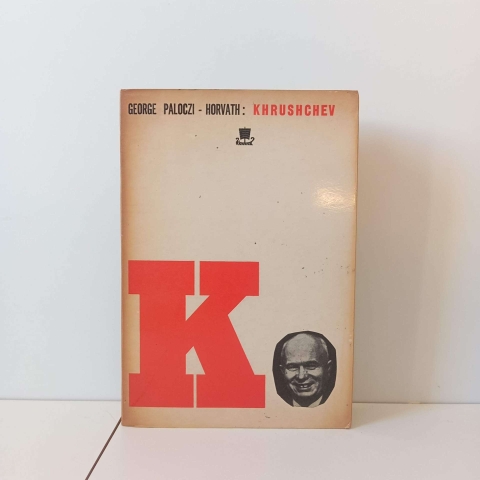 GEORGE PALOCZI - HORVATH: KHRUSHCHEV
K